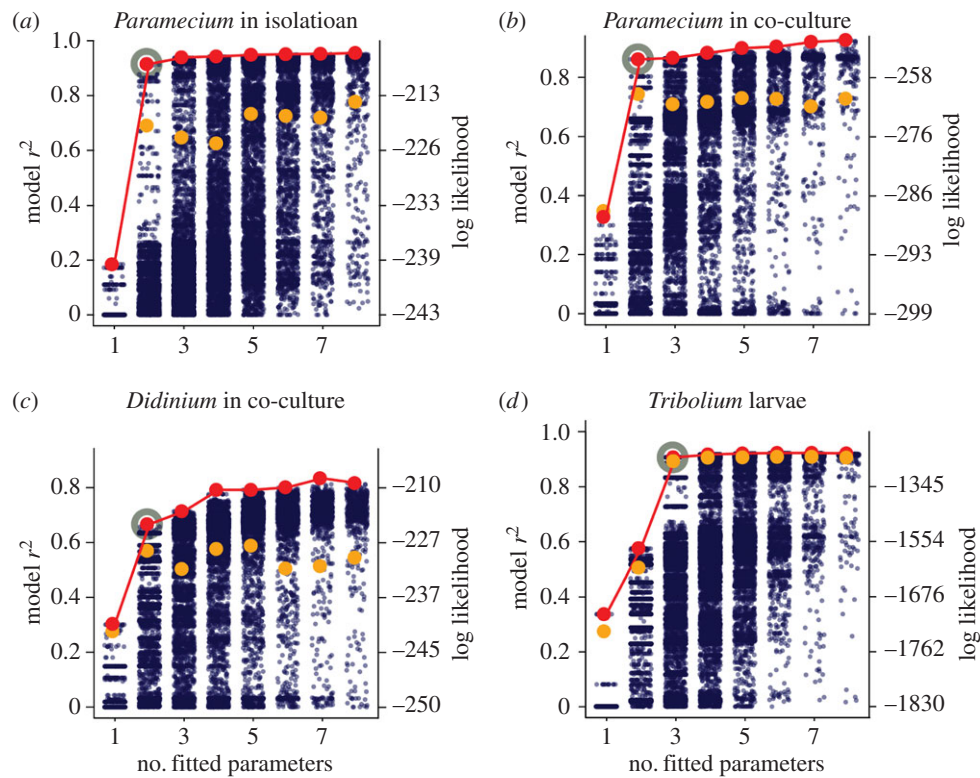 (a) Paramecium in isolatioan
1.0
0.8
0.6
0.4
0.2
0
model r²
−213
−226
−233
−239
−243
log likelihood
1 3 5 7
(b) Paramecium in co-culture
0.8
0.6
0.4
0.2
0
model r²
−258
−276
−286
−293
−299
log likelihood
1 3 5 7
(c) Didinium in co-culture
0.8
0.6
0.4
0.2
0
model r²
−210
−227
−237
−245
−250
log likelihood
1 3 5 7
no. fitted parameters
(d) Tribolium larvae
1.0
0.8
0.6
0.4
0.2
0
model r²
−1345
−1554
−1676
−1762
−1830
log likelihood
1 3 5 7
no. fitted parameters